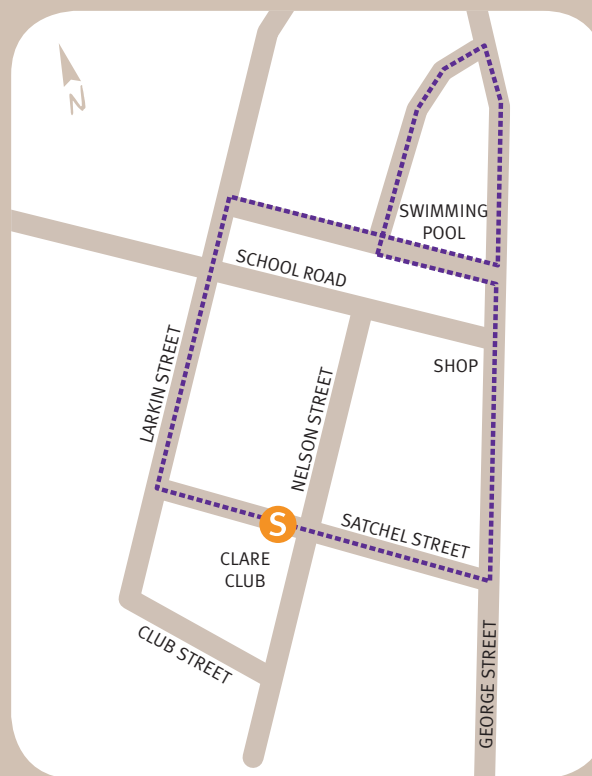 N
SWIMMING
POOL
SCHOOL ROAD
SHOP
LARKIN STREET
NELSON STREET
S
SATCHEL STREET
CLARE
CLUB
CLUB STREET
GEORGE STREET